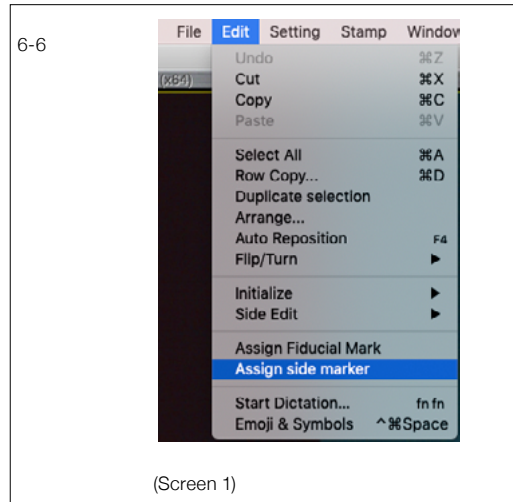 6-6
File Edit Setting Stamp Window
Undo ⌘Z
(x64)
Cut ⌘X
Copy ⌘C
Paste ⌘V
Select All ⌘A
Row Copy... ⌘D
Duplicate selection
Arrange...
Auto Reposition F4
Flip/Turn ▶
Initialize ▶
Side Edit ▶
Assign Fiducial Mark
Assign side marker
Start Dictation... fn fn
Emoji & Symbols ^⌘Space
(Screen 1)